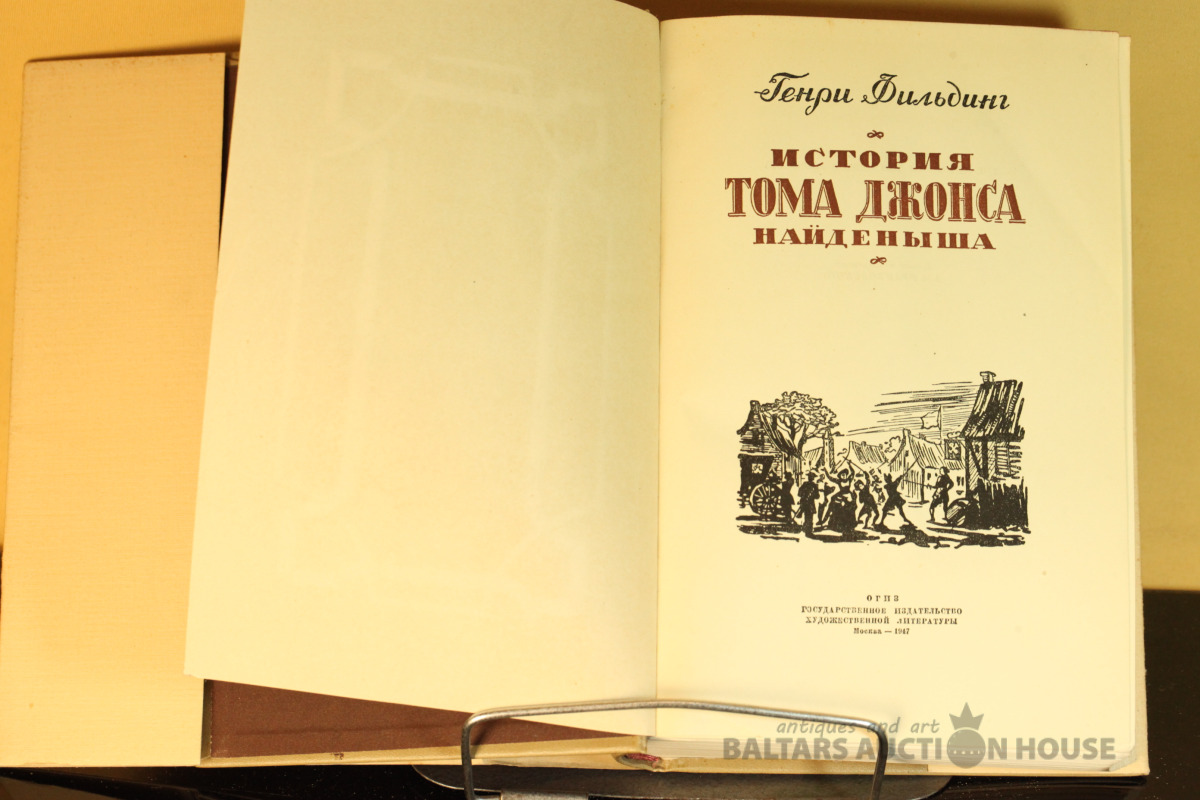 Генри Фильдинг
ИСТОРИЯ
ТОМА ДЖОНСА
НАЙДЕНЫША
ОГИЗ
ГОСУДАРСТВЕННОЕ ИЗДАТЕЛЬСТВО
ХУДОЖЕСТВЕННОЙ ЛИТЕРАТУРЫ
Москва — 1947
antiques and art
BALTARS AUCTION HOUSE